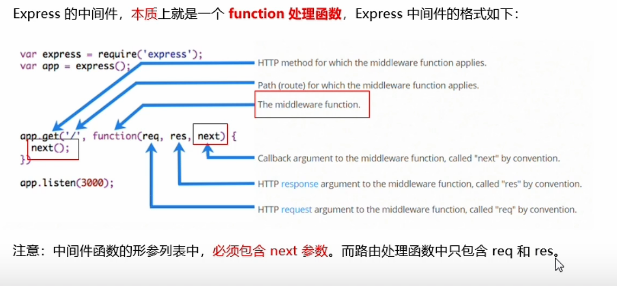 Express 的中间件，本质上就是一个 function 处理函数，Express 中间件的格式如下：
var express = require('express');
var app = express();
HTTP method for which the middleware function applies.
Path (route) for which the middleware function applies.
The middleware function.
app.get('/', function(req, res, next) {
next();
})
Callback argument to the middleware function, called "next" by convention.
app.listen(3000);
HTTP response argument to the middleware function, called "res" by convention.
HTTP request argument to the middleware function, called "req" by convention.
注意：中间件函数的形参列表中，必须包含 next 参数。而路由处理函数中只包含 req 和 res。